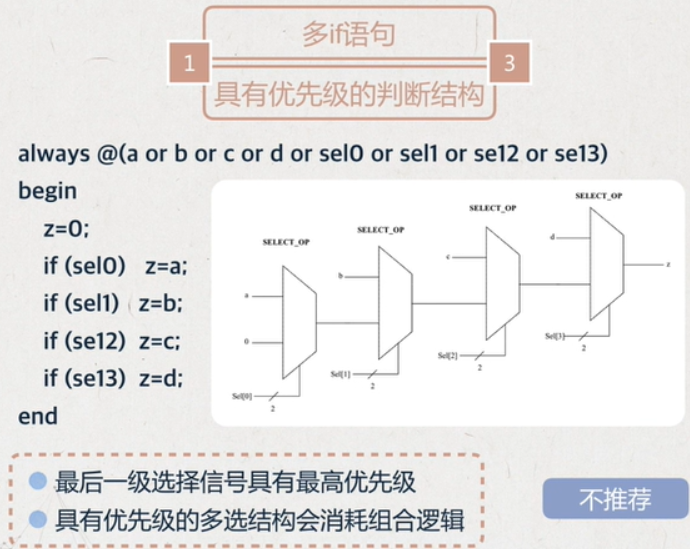 多if语句
1
3
具有优先级的判断结构
always @(a or b or c or d or sel0 or sel1 or se12 or se13)
begin
z=0;
if (sel0) z=a;
if (sel1) z=b;
if (se12) z=c;
if (se13) z=d;
end
SELECT_OP
SELECT_OP
SELECT_OP
SELECT_OP
a
0
b
c
d
z
Sel[0]
2
Sel[1]
2
Sel[2]
2
Sel[3]
2
最后一级选择信号具有最高优先级
具有优先级的多选结构会消耗组合逻辑
不推荐